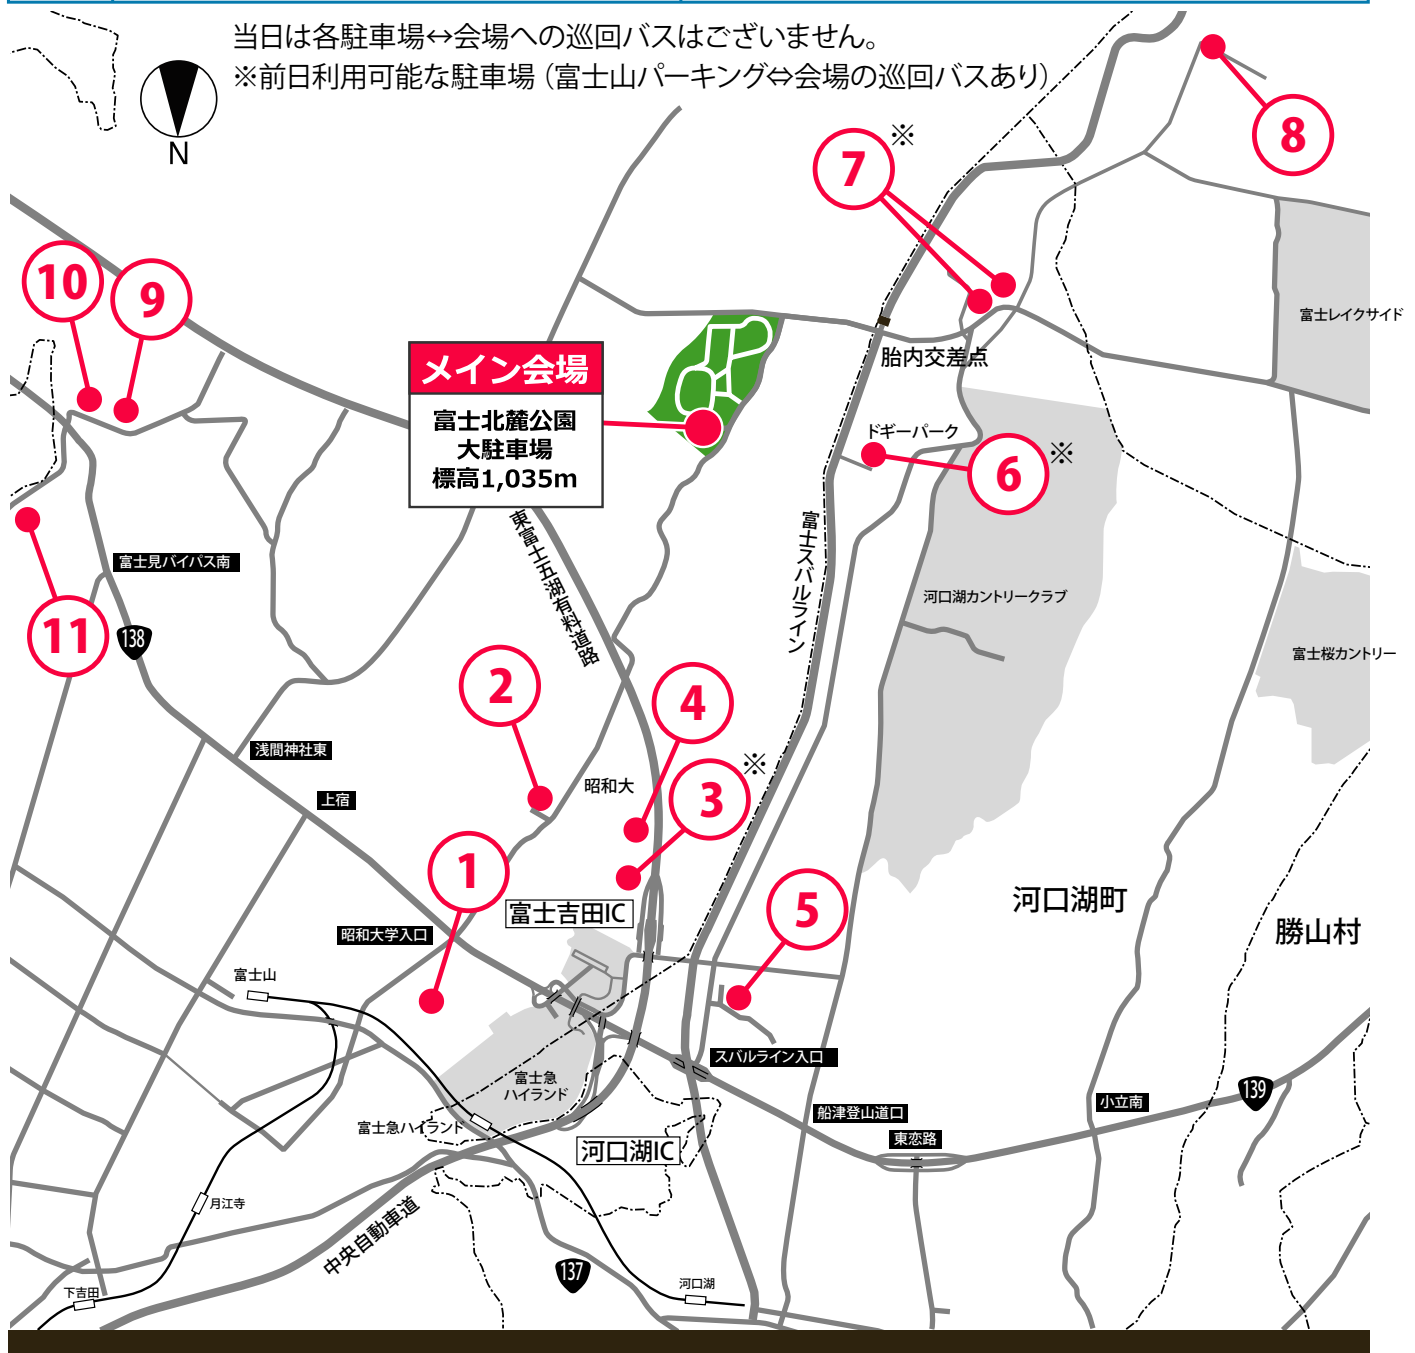 当日は各駐車場↔会場への巡回バスはございません。
※前日利用可能な駐車場（富士山パーキング⇔会場の巡回バスあり）
N
8
7
※
10
9
富士レイクサイド
胎内交差点
メイン会場
富士北麓公園
大駐車場
標高1,035m
ドギーパーク
6
※
東富士五湖有料道路
富士スバルライン
富士見バイパス南
河口湖カントリークラブ
11
138
富士桜カントリー
2
4
浅間神社東
昭和大
3
※
上宿
1
富士吉田IC
5
河口湖町
勝山村
昭和大学入口
富士山
スバルライン入口
富士急
ハイランド
139
小立南
船津登山道口
富士急ハイランド
東恋路
河口湖IC
月江寺
中央自動車道
137
下吉田
河口湖